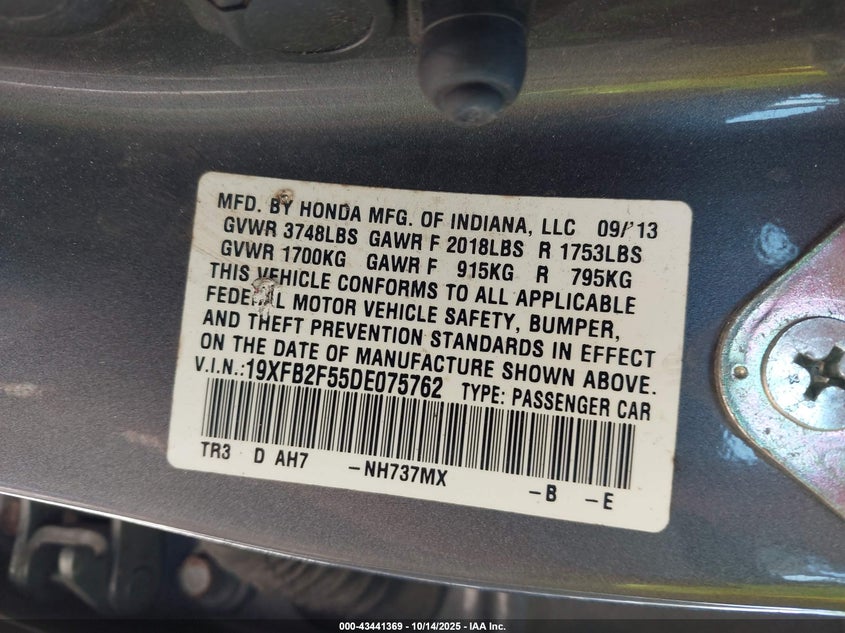 MFD. BY HONDA MFG. OF INDIANA, LLC 09/13
GVWR 3748LBS GAWR F 2018LBS R 1753LBS
GVWR 1700KG GAWR F 915KG R 795KG
THIS VEHICLE CONFORMS TO ALL APPLICABLE
FEDERAL MOTOR VEHICLE SAFETY, BUMPER,
AND THEFT PREVENTION STANDARDS IN EFFECT
ON THE DATE OF MANUFACTURE SHOWN ABOVE.
V.I.N.:19XFB2F55DE075762 TYPE: PASSENGER CAR
TR3 D AH7 -NH737MX -B -E
000-43441369 | 10/14/2025 - IAA Inc.